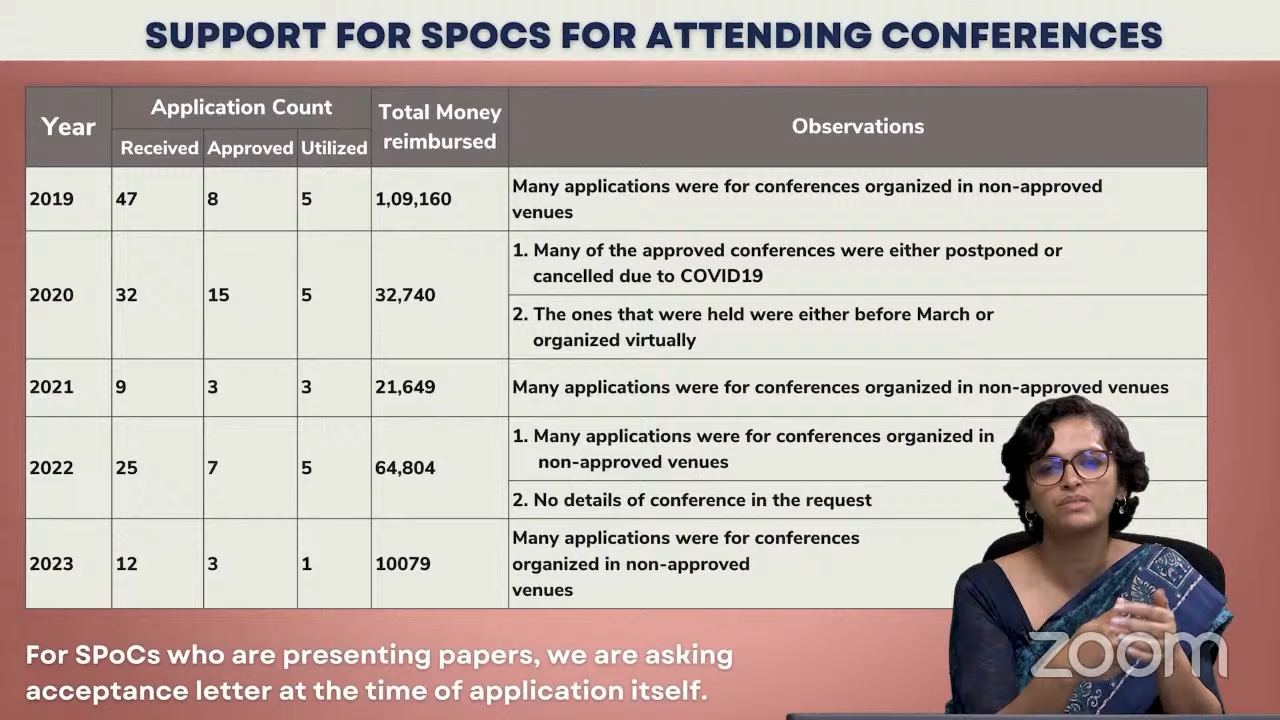 SUPPORT FOR SPOCS FOR ATTENDING CONFERENCES
Year
Application Count
Total Money
reimbursed
Observations
Received Approved Utilized
2019 47 8 5 1,09,160
Many applications were for conferences organized in non-approved
venues
2020 32 15 5 32,740
1. Many of the approved conferences were either postponed or
cancelled due to COVID19
2. The ones that were held were either before March or
organized virtually
2021 9 3 3 21,649 Many applications were for conferences organized in non-approved venues
2022 25 7 5 64,804
1. Many applications were for conferences organized in
non-approved venues
2. No details of conference in the request
2023 12 3 1 10079
Many applications were for conferences
organized in non-approved
venues
For SPoCs who are presenting papers, we are asking
acceptance letter at the time of application itself.
zoom